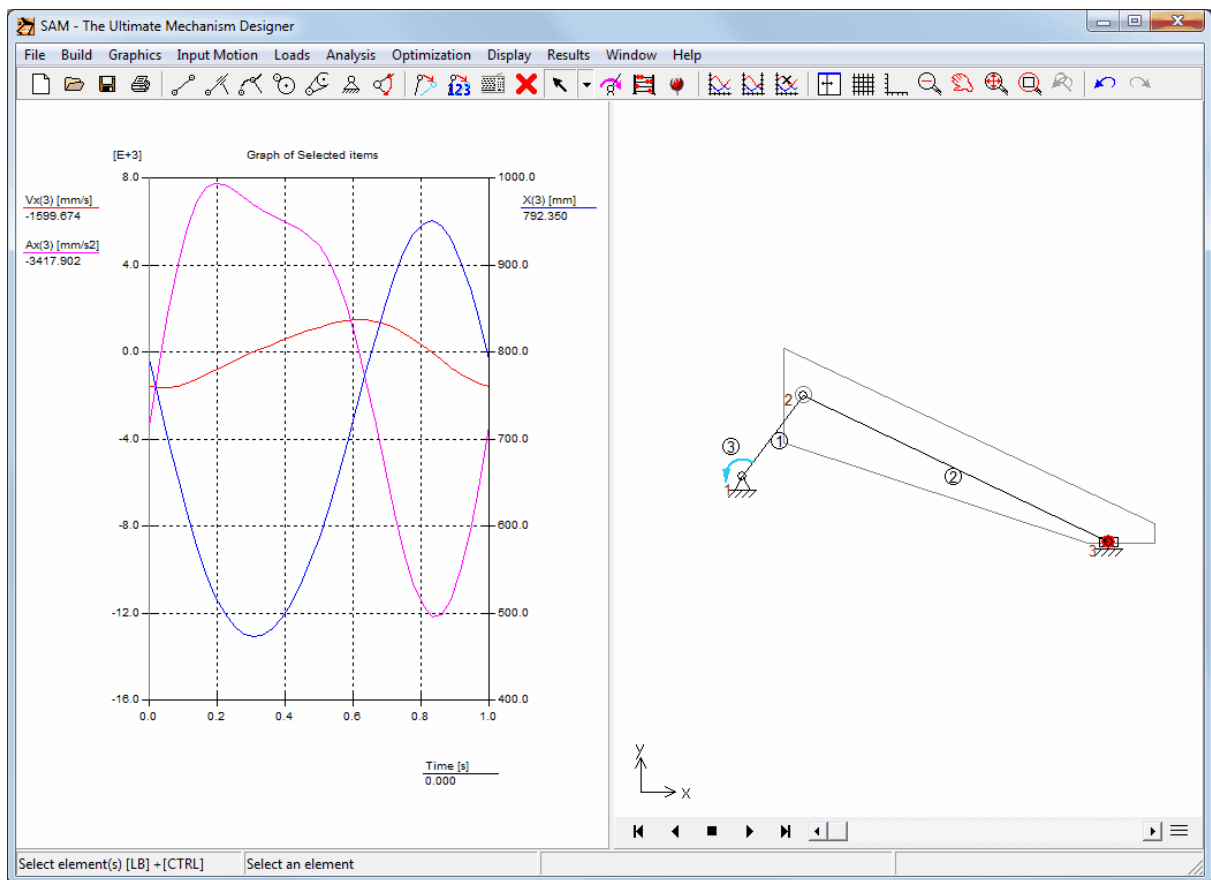 SAM - The Ultimate Mechanism Designer
File Build Graphics Input Motion Loads Analysis Optimization Display Results Window Help
123
[E+3] Graph of Selected items
8.0 1000.0
Vx(3) [mm/s] X(3) [mm]
-1599.674 792.350
Ax(3) [mm/s2]
-3417.902
4.0 900.0
0.0 800.0
-4.0 700.0
-8.0 600.0
-12.0 500.0
-16.0 400.0
0.0 0.2 0.4 0.6 0.8 1.0
Time [s]
0.000
2
1
3
2
1
3
y
x
Select element(s) [LB] +[CTRL] Select an element